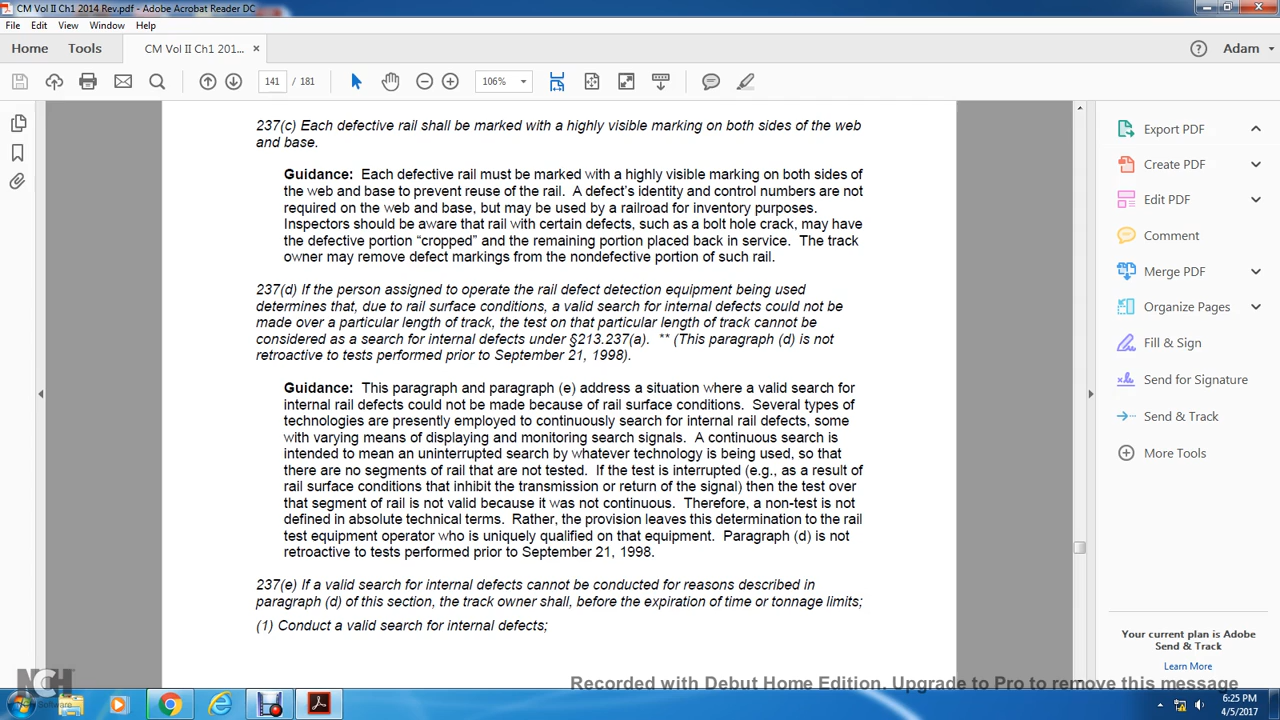 CM Vol II Ch1 2014 Rev.pdf - Adobe Acrobat Reader DC
File Edit View Window Help
Home Tools CM Vol II Ch1 201... × Adam
141 / 181 106%
237(c) Each defective rail shall be marked with a highly visible marking on both sides of the web
and base.
Guidance: Each defective rail must be marked with a highly visible marking on both sides of
the web and base to prevent reuse of the rail. A defect's identity and control numbers are not
required on the web and base, but may be used by a railroad for inventory purposes.
Inspectors should be aware that rail with certain defects, such as a bolt hole crack, may have
the defective portion “cropped” and the remaining portion placed back in service. The track
owner may remove defect markings from the nondefective portion of such rail.
237(d) If the person assigned to operate the rail defect detection equipment being used
determines that, due to rail surface conditions, a valid search for internal defects could not be
made over a particular length of track, the test on that particular length of track cannot be
considered as a search for internal defects under §213.237(a). ** (This paragraph (d) is not
retroactive to tests performed prior to September 21, 1998).
Guidance: This paragraph and paragraph (e) address a situation where a valid search for
internal rail defects could not be made because of rail surface conditions. Several types of
technologies are presently employed to continuously search for internal rail defects, some
with varying means of displaying and monitoring search signals. A continuous search is
intended to mean an uninterrupted search by whatever technology is being used, so that
there are no segments of rail that are not tested. If the test is interrupted (e.g., as a result of
rail surface conditions that inhibit the transmission or return of the signal) then the test over
that segment of rail is not valid because it was not continuous. Therefore, a non-test is not
defined in absolute technical terms. Rather, the provision leaves this determination to the rail
test equipment operator who is uniquely qualified on that equipment. Paragraph (d) is not
retroactive to tests performed prior to September 21, 1998.
237(e) If a valid search for internal defects cannot be conducted for reasons described in
paragraph (d) of this section, the track owner shall, before the expiration of time or tonnage limits;
(1) Conduct a valid search for internal defects;
Export PDF
Create PDF
Edit PDF
Comment
Merge PDF
Organize Pages
Fill & Sign
Send for Signature
Send & Track
More Tools
Your current plan is Adobe
Send & Track
Learn More
NCH
Software
Recorded with Debut Home Edition. Upgrade to Pro to remove this message
6:25 PM
4/5/2017